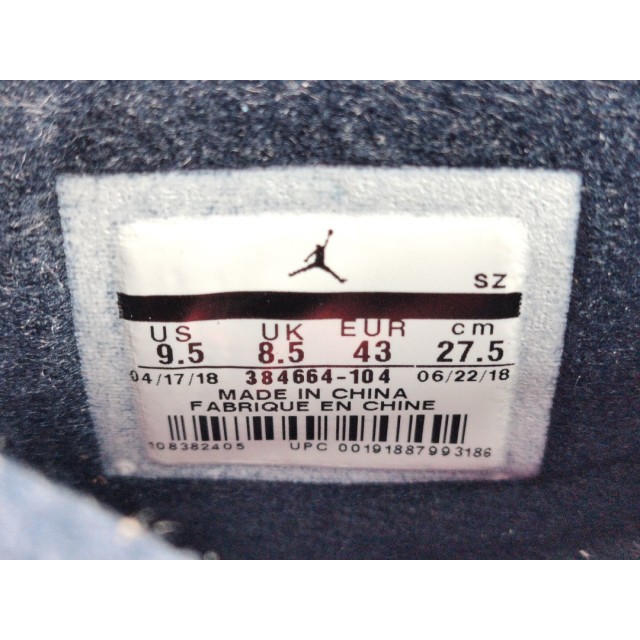 SZ
US UK EUR cm
9.5 8.5 43 27.5
04/17/18 384664-104 06/22/18
MADE IN CHINA
FABRIQUE EN CHINE
108382405 UPC 00191887993186